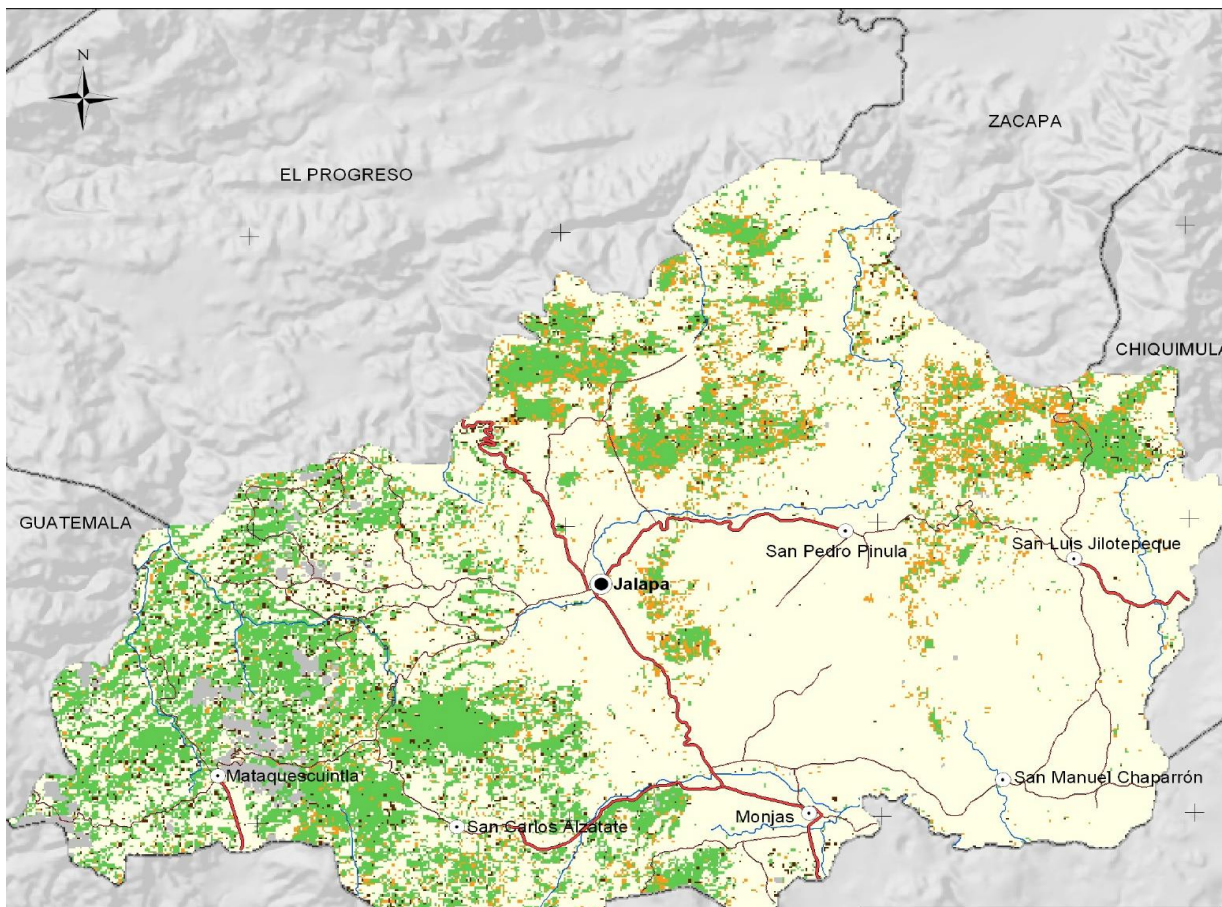 N
ZACAPA
EL PROGRESO
CHIQUIMULA
GUATEMALA
San Pedro Pinula
San Luis Jilotepeque
Jalapa
Mataquescuintla
San Manuel Chaparrón
Monjas
San Carlos Alzatate